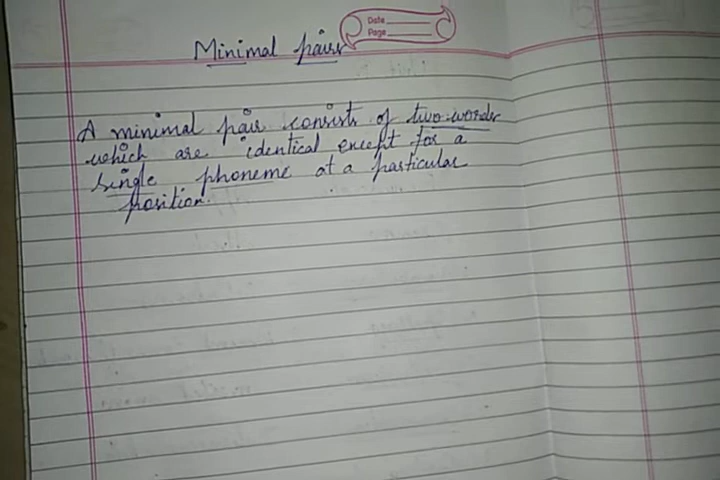 Date
Page
Minimal pairs
A minimal pair consists of two words
which are identical except for a
single phoneme at a particular
position.